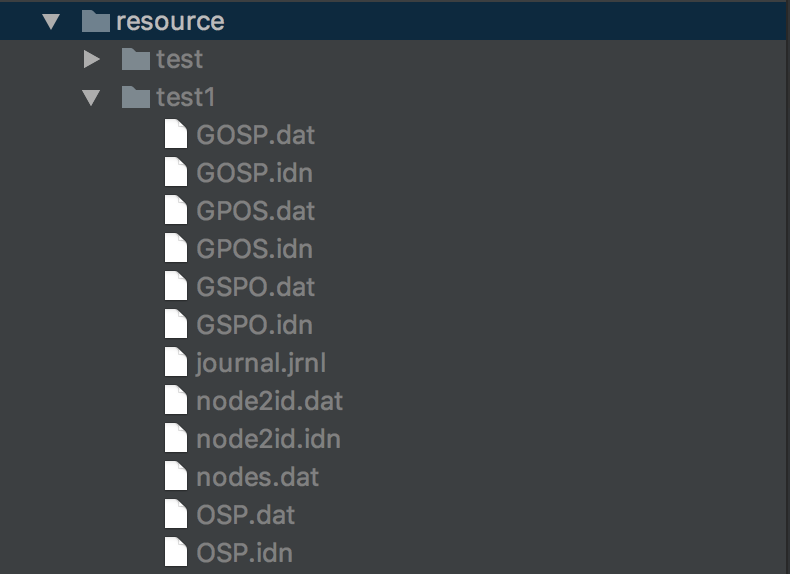 resource
test
test1
GOSP.dat
GOSP.idn
GPOS.dat
GPOS.idn
GSPO.dat
GSPO.idn
journal.jrnl
node2id.dat
node2id.idn
nodes.dat
OSP.dat
OSP.idn